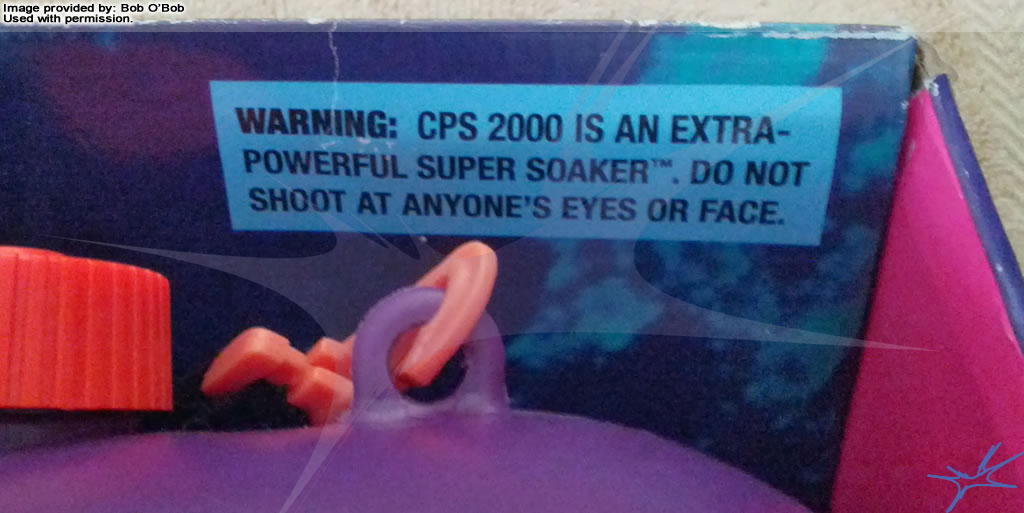 Image provided by: Bob O'Bob
Used with permission.
WARNING: CPS 2000 IS AN EXTRA-
POWERFUL SUPER SOAKER™. DO NOT
SHOOT AT ANYONE'S EYES OR FACE.